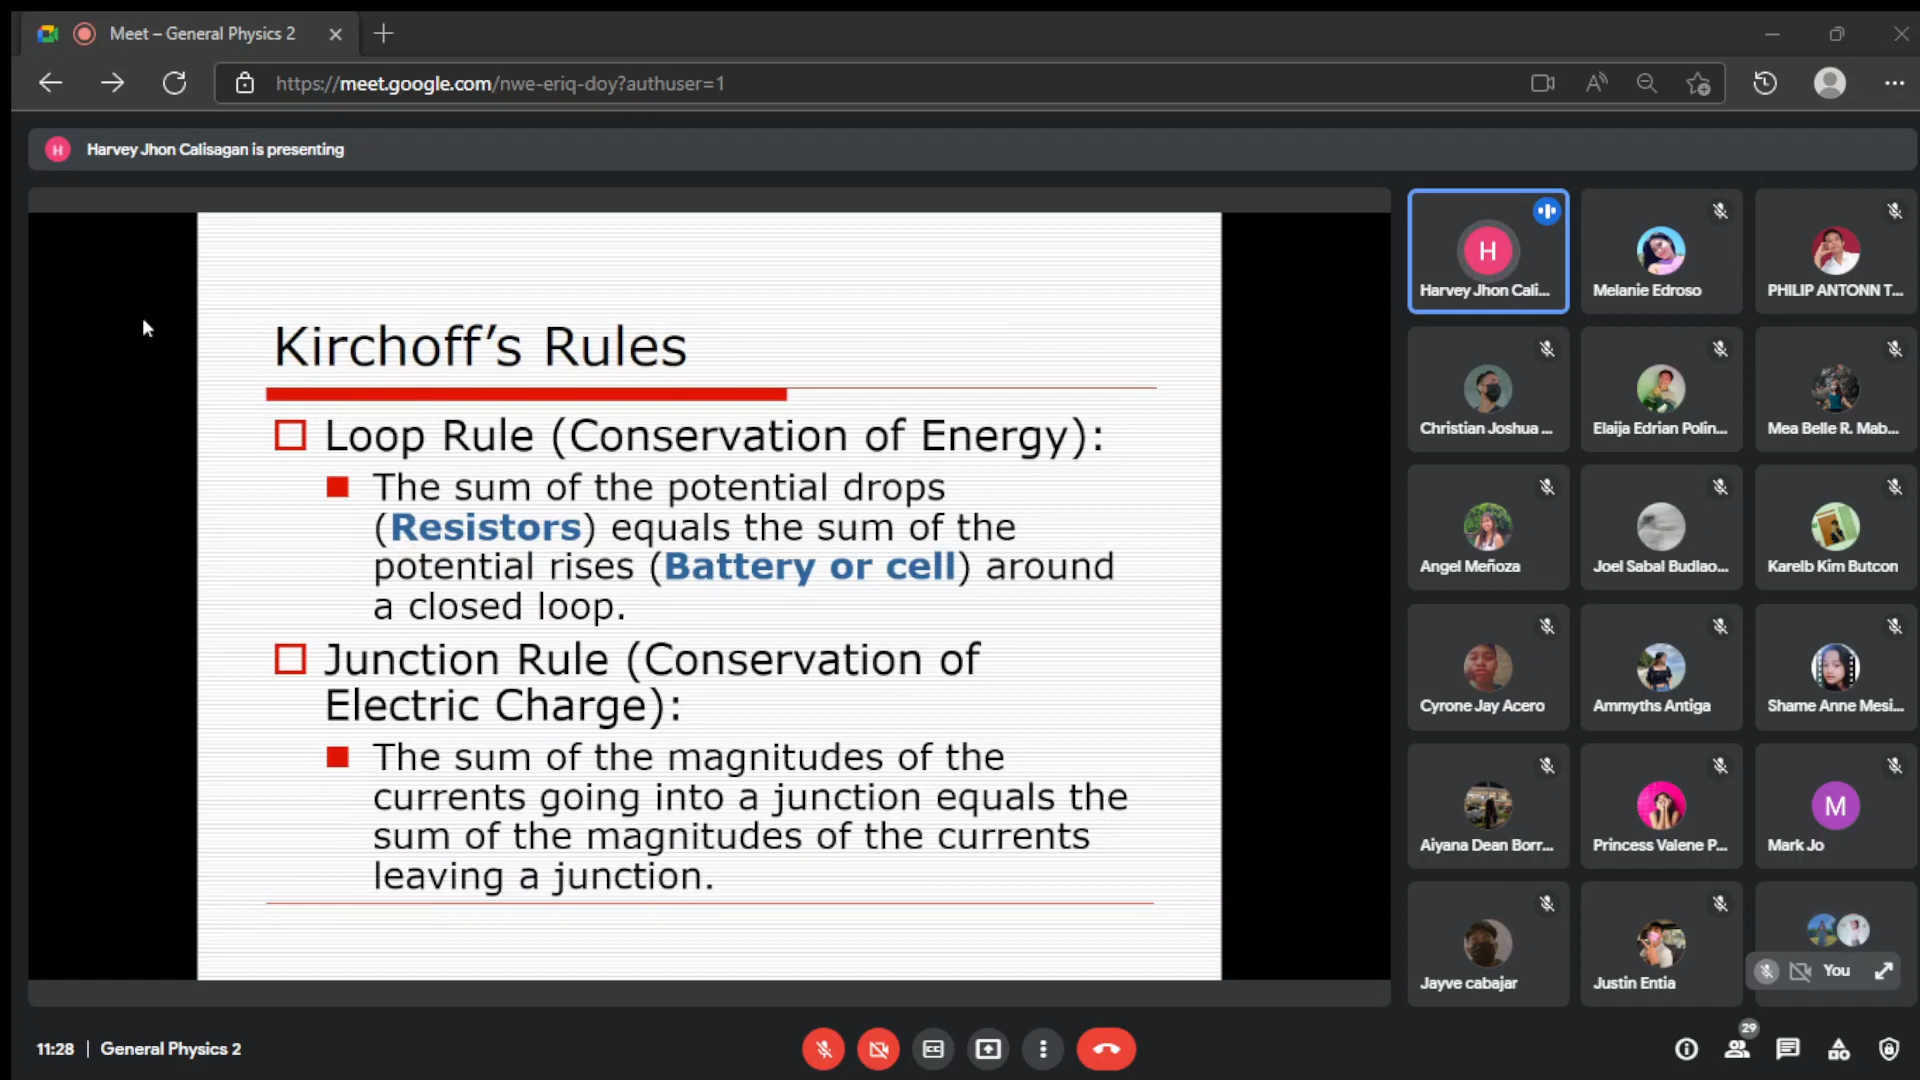 Meet – General Physics 2
https://meet.google.com/nwe-eriq-doy?authuser=1
H
Harvey Jhon Calisagan is presenting
Kirchoff’s Rules
Loop Rule (Conservation of Energy):
The sum of the potential drops
(Resistors) equals the sum of the
potential rises (Battery or cell) around
a closed loop.
Junction Rule (Conservation of
Electric Charge):
The sum of the magnitudes of the
currents going into a junction equals the
sum of the magnitudes of the currents
leaving a junction.
H
Harvey Jhon Cali...
Melanie Edroso
PHILIP ANTONN T...
Christian Joshua ...
Elaija Edrian Polin...
Mea Belle R. Mab...
Angel Meñoza
Joel Sabal Budlao...
Karelb Kim Butcon
Cyrone Jay Acero
Ammyths Antiga
Shame Anne Mesi...
Aiyana Dean Borr...
Princess Valene P...
M
Mark Jo
Jayve cabajar
Justin Entia
You
11:28 | General Physics 2
CC
29